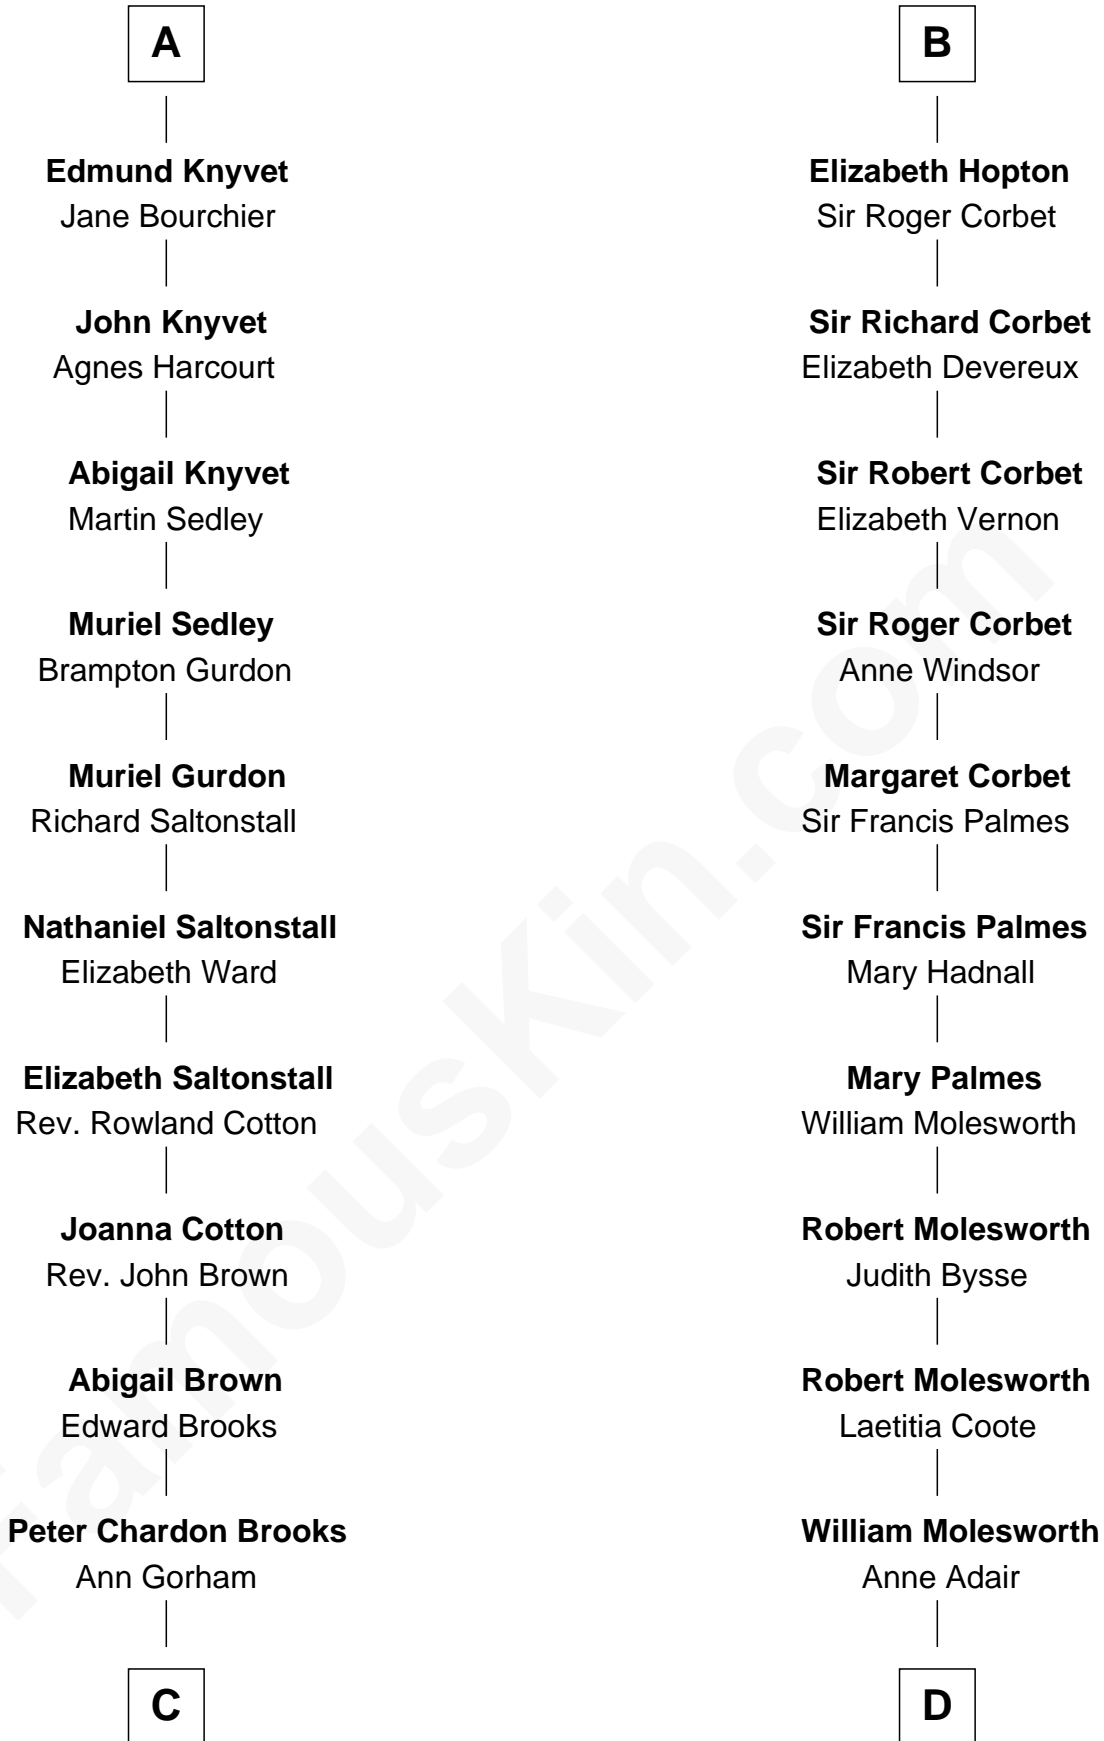 A
Edmund Knyvet
Jane Bourchier
John Knyvet
Agnes Harcourt
Abigail Knyvet
Martin Sedley
Muriel Sedley
Brampton Gurdon
Muriel Gurdon
Richard Saltonstall
Nathaniel Saltonstall
Elizabeth Ward
Elizabeth Saltonstall
Rev. Rowland Cotton
Joanna Cotton
Rev. John Brown
Abigail Brown
Edward Brooks
Peter Chardon Brooks
Ann Gorham
C
B
Elizabeth Hopton
Sir Roger Corbet
Sir Richard Corbet
Elizabeth Devereux
Sir Robert Corbet
Elizabeth Vernon
Sir Roger Corbet
Anne Windsor
Margaret Corbet
Sir Francis Palmes
Sir Francis Palmes
Mary Hadnall
Mary Palmes
William Molesworth
Robert Molesworth
Judith Bysse
Robert Molesworth
Laetitia Coote
William Molesworth
Anne Adair
D
FamousKin.com